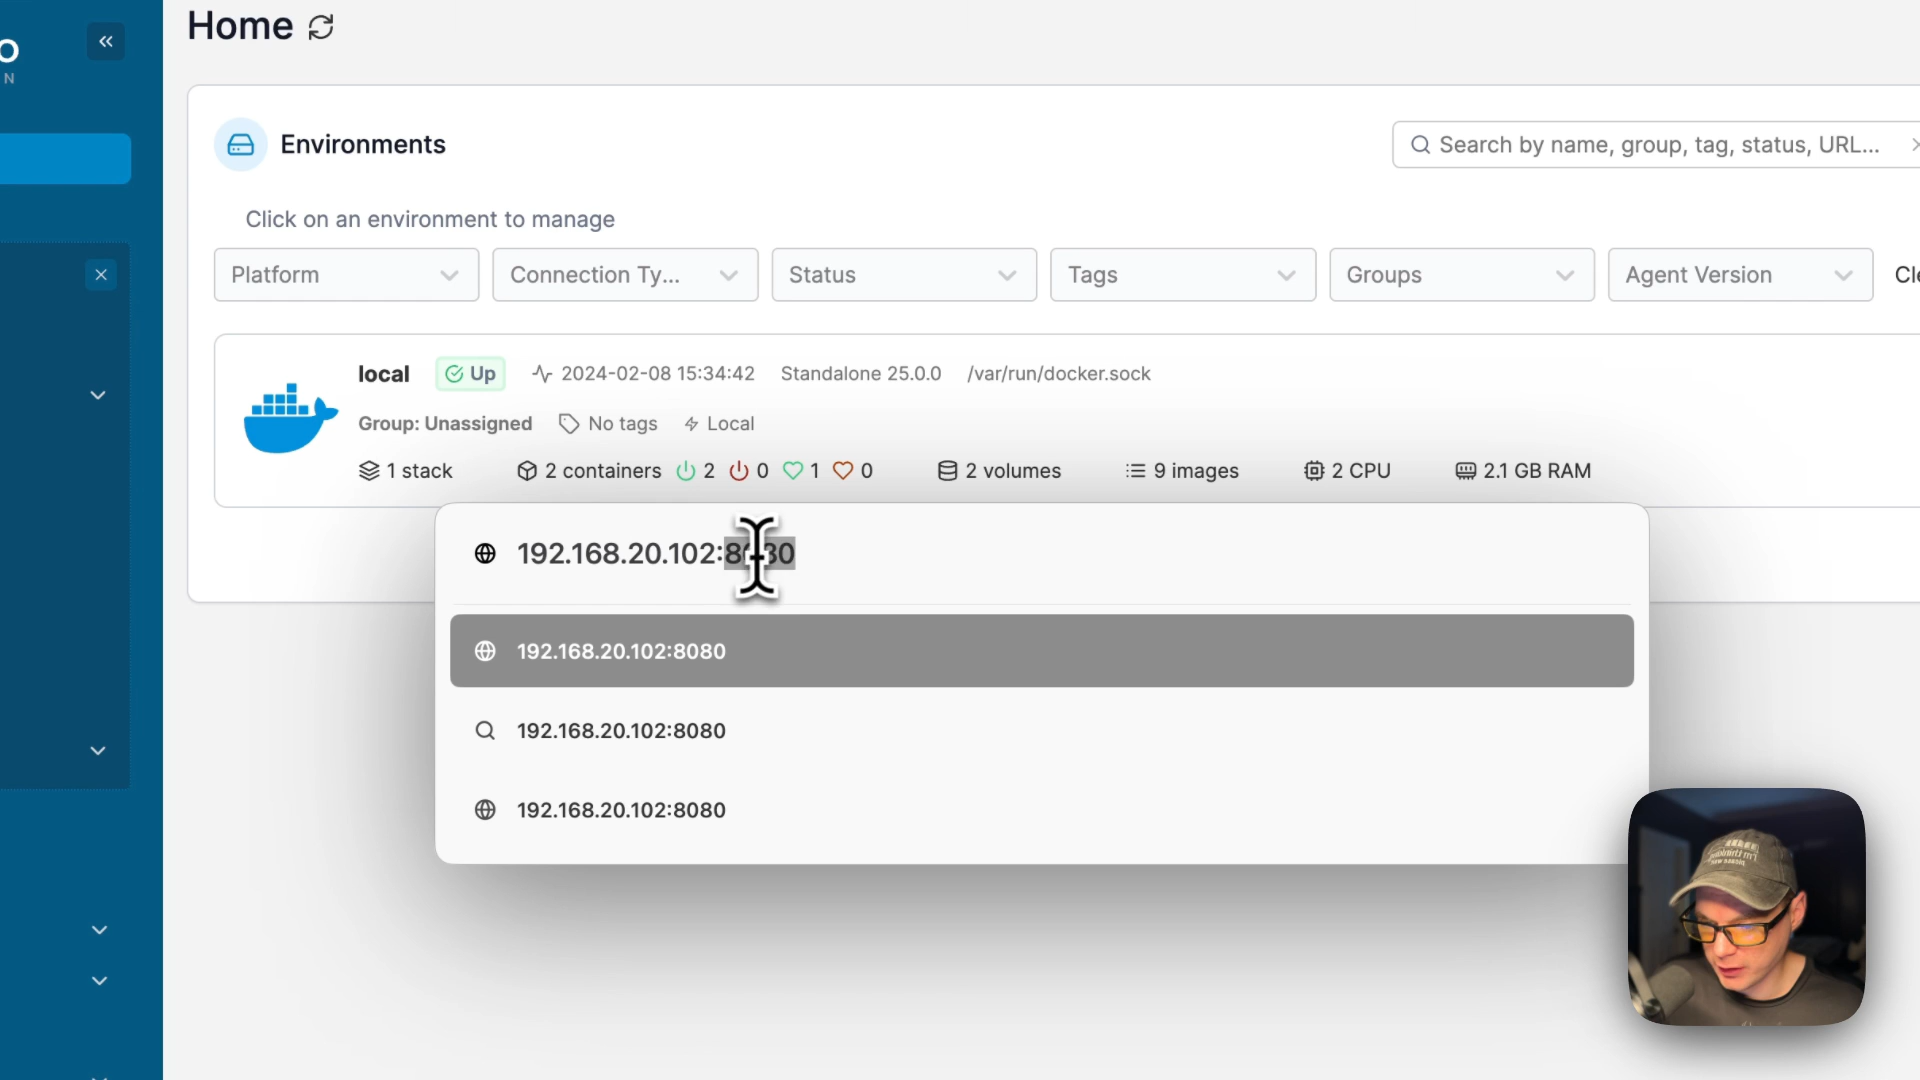 Home
O
N
Environments
Search by name, group, tag, status, URL...
Click on an environment to manage
Platform
Connection Ty...
Status
Tags
Groups
Agent Version
Cle
local
Up
2024-02-08 15:34:42
Standalone 25.0.0
/var/run/docker.sock
Group: Unassigned
No tags
Local
1 stack
2 containers
2
0
1
0
2 volumes
9 images
2 CPU
2.1 GB RAM
192.168.20.102:8080
192.168.20.102:8080
192.168.20.102:8080
192.168.20.102:8080